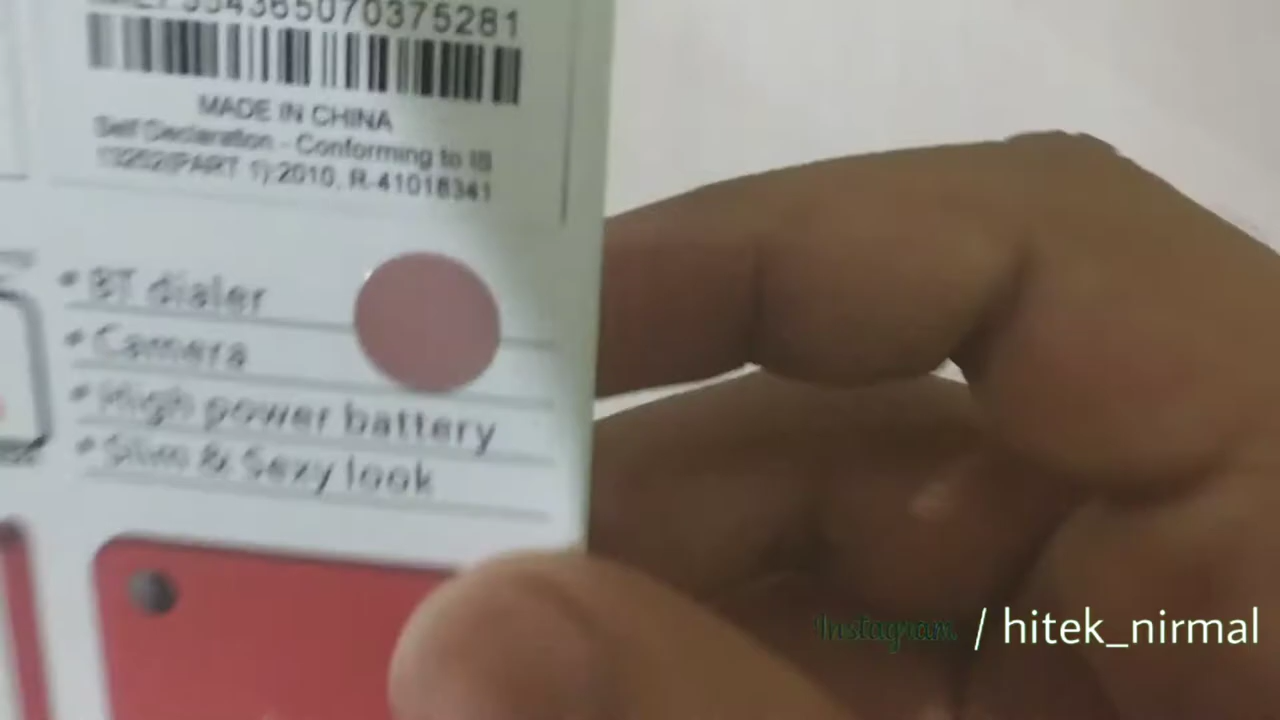 354365070375281
MADE IN CHINA
Self Declaration - Conforming to IS
13252(PART 1):2010, R-41018341
• BT dialer
• Camera
• High power battery
• Slim & Sexy look
Instagram / hitek_nirmal